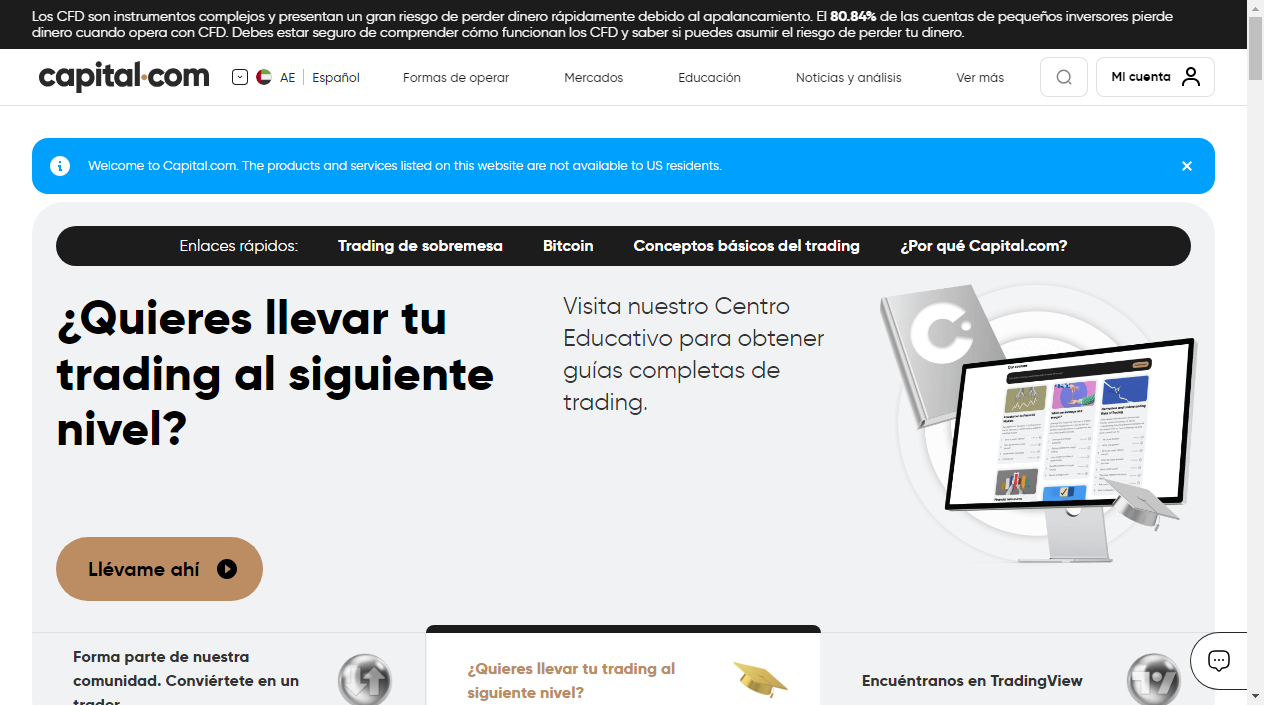 Los CFD son instrumentos complejos y presentan un gran riesgo de perder dinero rápidamente debido al apalancamiento. El 80.84% de las cuentas de pequeños inversores pierde
dinero cuando opera con CFD. Debes estar seguro de comprender cómo funcionan los CFD y saber si puedes asumir el riesgo de perder tu dinero.
capital.com AE Español Formas de operar Mercados Educación Noticias y análisis Ver más Mi cuenta
Welcome to Capital.com. The products and services listed on this website are not available to US residents.
Enlaces rápidos: Trading de sobremesa Bitcoin Conceptos básicos del trading ¿Por qué Capital.com?
¿Quieres llevar tu
trading al siguiente
nivel?
Visita nuestro Centro
Educativo para obtener
guías completas de
trading.
Llévame ahí
Forma parte de nuestra
comunidad. Conviértete en un
trader
¿Quieres llevar tu trading al
siguiente nivel?
Encuéntranos en TradingView